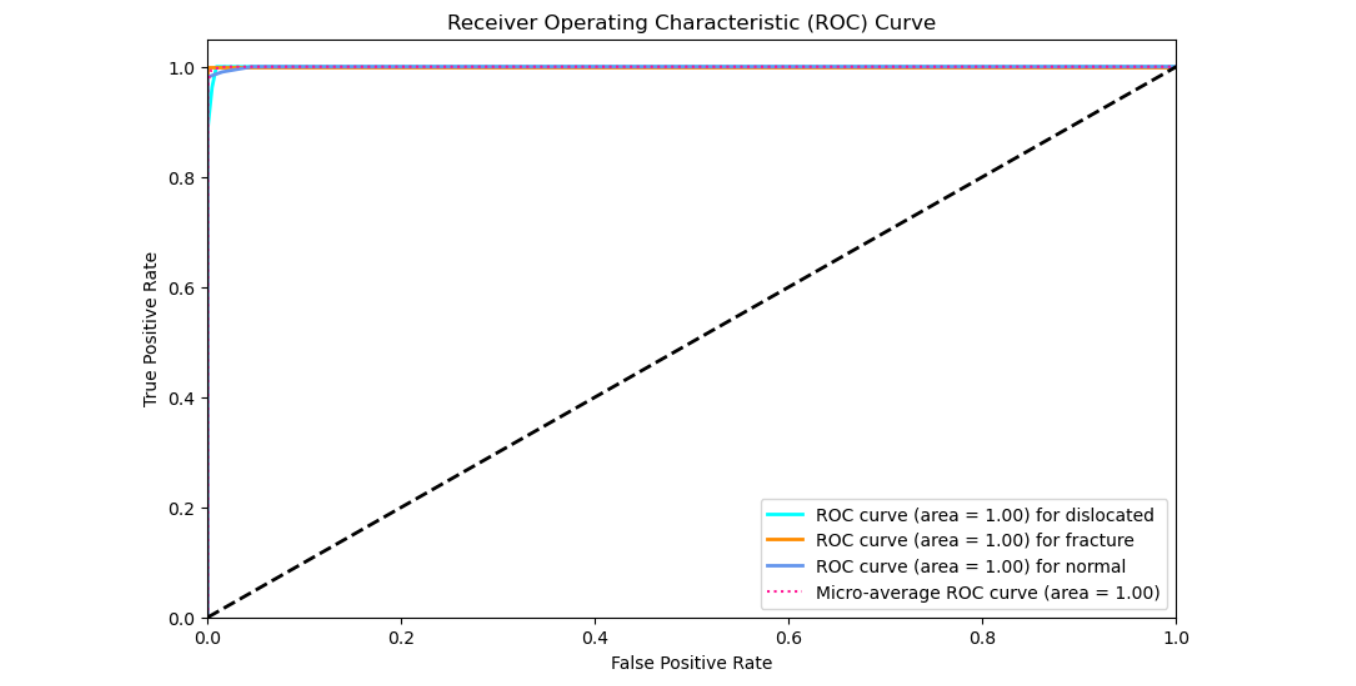 Receiver Operating Characteristic (ROC) Curve
1.0
0.8
0.6
0.4
0.2
0.0
True Positive Rate
0.0 0.2 0.4 0.6 0.8 1.0
False Positive Rate
ROC curve (area = 1.00) for dislocated
ROC curve (area = 1.00) for fracture
ROC curve (area = 1.00) for normal
Micro-average ROC curve (area = 1.00)